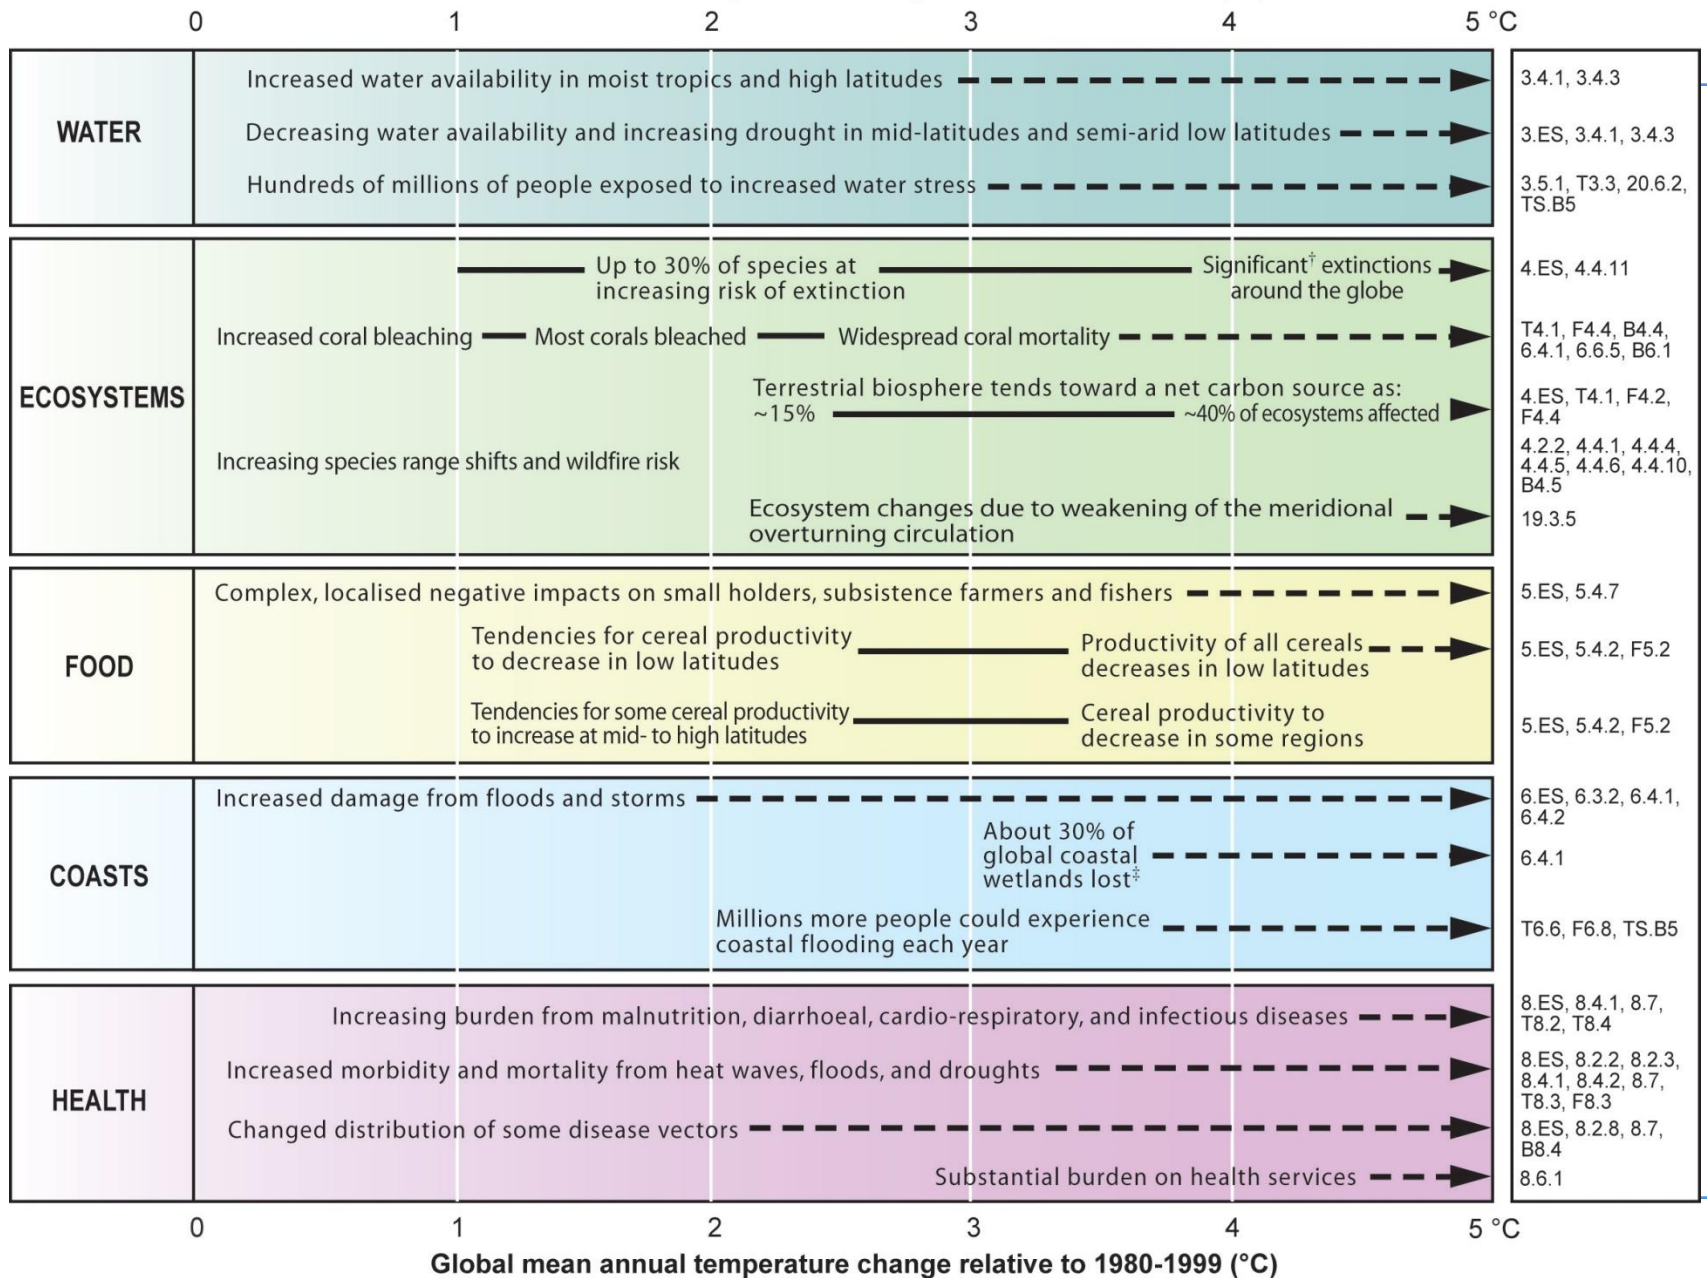 0 1 2 3 4 5 °C
WATER
Increased water availability in moist tropics and high latitudes
3.4.1, 3.4.3
Decreasing water availability and increasing drought in mid-latitudes and semi-arid low latitudes
3.ES, 3.4.1, 3.4.3
Hundreds of millions of people exposed to increased water stress
3.5.1, T3.3, 20.6.2,
TS.B5
ECOSYSTEMS
Up to 30% of species at
increasing risk of extinction
Significant† extinctions
around the globe
4.ES, 4.4.11
Increased coral bleaching Most corals bleached Widespread coral mortality
T4.1, F4.4, B4.4,
6.4.1, 6.6.5, B6.1
Terrestrial biosphere tends toward a net carbon source as:
~15% ~40% of ecosystems affected
4.ES, T4.1, F4.2,
F4.4
Increasing species range shifts and wildfire risk
4.2.2, 4.4.1, 4.4.4,
4.4.5, 4.4.6, 4.4.10,
B4.5
Ecosystem changes due to weakening of the meridional
overturning circulation
19.3.5
FOOD
Complex, localised negative impacts on small holders, subsistence farmers and fishers
5.ES, 5.4.7
Tendencies for cereal productivity
to decrease in low latitudes
Productivity of all cereals
decreases in low latitudes
5.ES, 5.4.2, F5.2
Tendencies for some cereal productivity
to increase at mid- to high latitudes
Cereal productivity to
decrease in some regions
5.ES, 5.4.2, F5.2
COASTS
Increased damage from floods and storms
6.ES, 6.3.2, 6.4.1,
6.4.2
About 30% of
global coastal
wetlands lost‡
6.4.1
Millions more people could experience
coastal flooding each year
T6.6, F6.8, TS.B5
HEALTH
Increasing burden from malnutrition, diarrhoeal, cardio-respiratory, and infectious diseases
8.ES, 8.4.1, 8.7,
T8.2, T8.4
Increased morbidity and mortality from heat waves, floods, and droughts
8.ES, 8.2.2, 8.2.3,
8.4.1, 8.4.2, 8.7,
T8.3, F8.3
Changed distribution of some disease vectors
8.ES, 8.2.8, 8.7,
B8.4
Substantial burden on health services
8.6.1
0 1 2 3 4 5 °C
Global mean annual temperature change relative to 1980-1999 (°C)